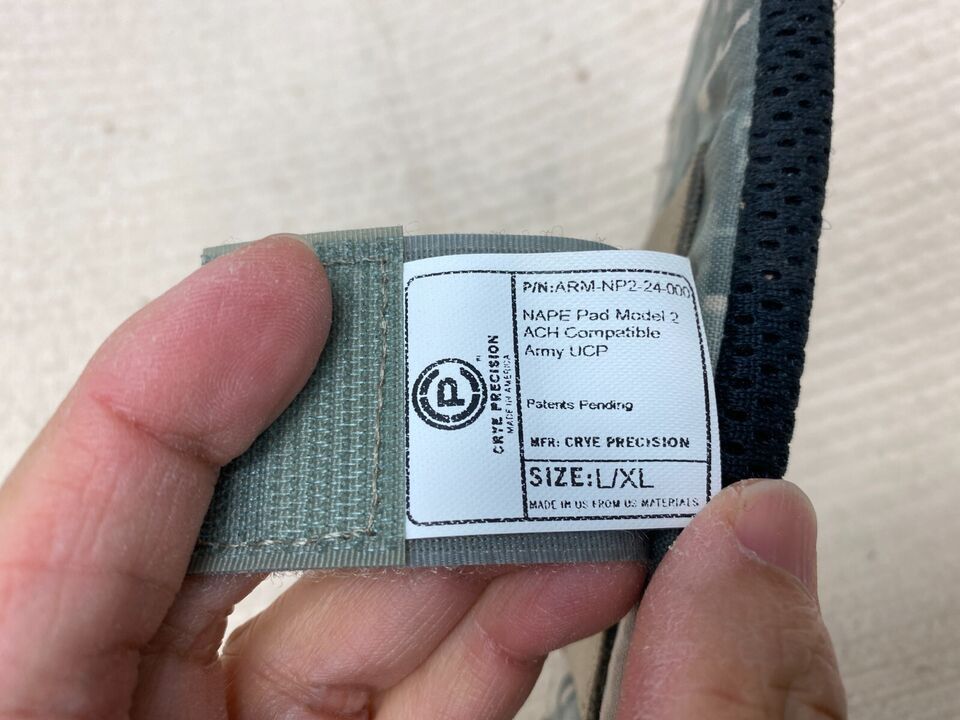 P
TM
CRYE PRECISION
MADE IN AMERICA
P/N:ARM-NP2-24-000
NAPE Pad Model 2
ACH Compatible
Army UCP
Patents Pending
MFR: CRYE PRECISION
SIZE:L/XL
MADE IN US FROM US MATERIALS